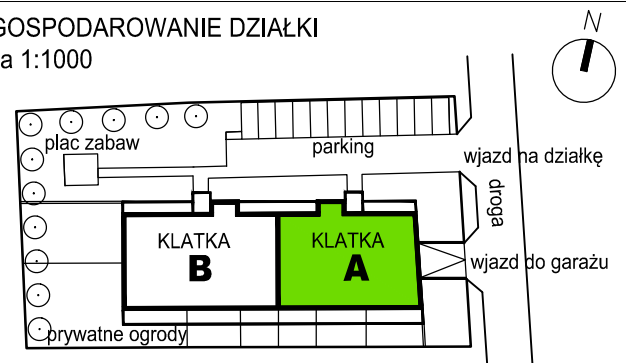 GOSPODAROWANIE DZIAŁKI
a 1:1000
N
plac zabaw
parking
wjazd na działkę
droga
KLATKA
B
KLATKA
A
wjazd do garażu
prywatne ogrody